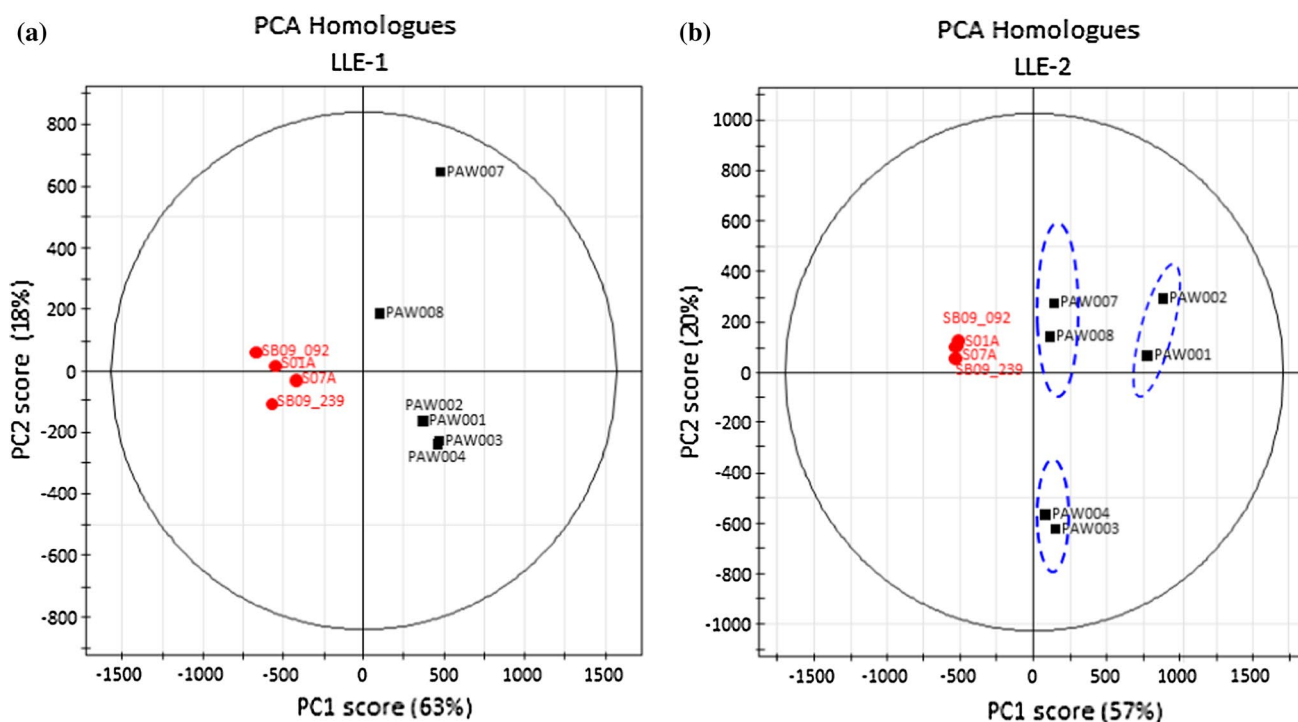 (a)
PCA Homologues
LLE-1
800
600
400
200
0
-200
-400
-600
-800
PC2 score (18%)
PAW007
PAW008
SB09_092
S01A
S07A
SB09_239
PAW002
PAW001
PAW003
PAW004
-1500 -1000 -500 0 500 1000 1500
PC1 score (63%)
(b)
PCA Homologues
LLE-2
1000
800
600
400
200
0
-200
-400
-600
-800
-1000
PC2 score (20%)
PAW007
PAW002
SB09_092
PAW008
S01A
PAW001
S07A
SB09_239
PAW004
PAW003
-1500 -1000 -500 0 500 1000 1500
PC1 score (57%)